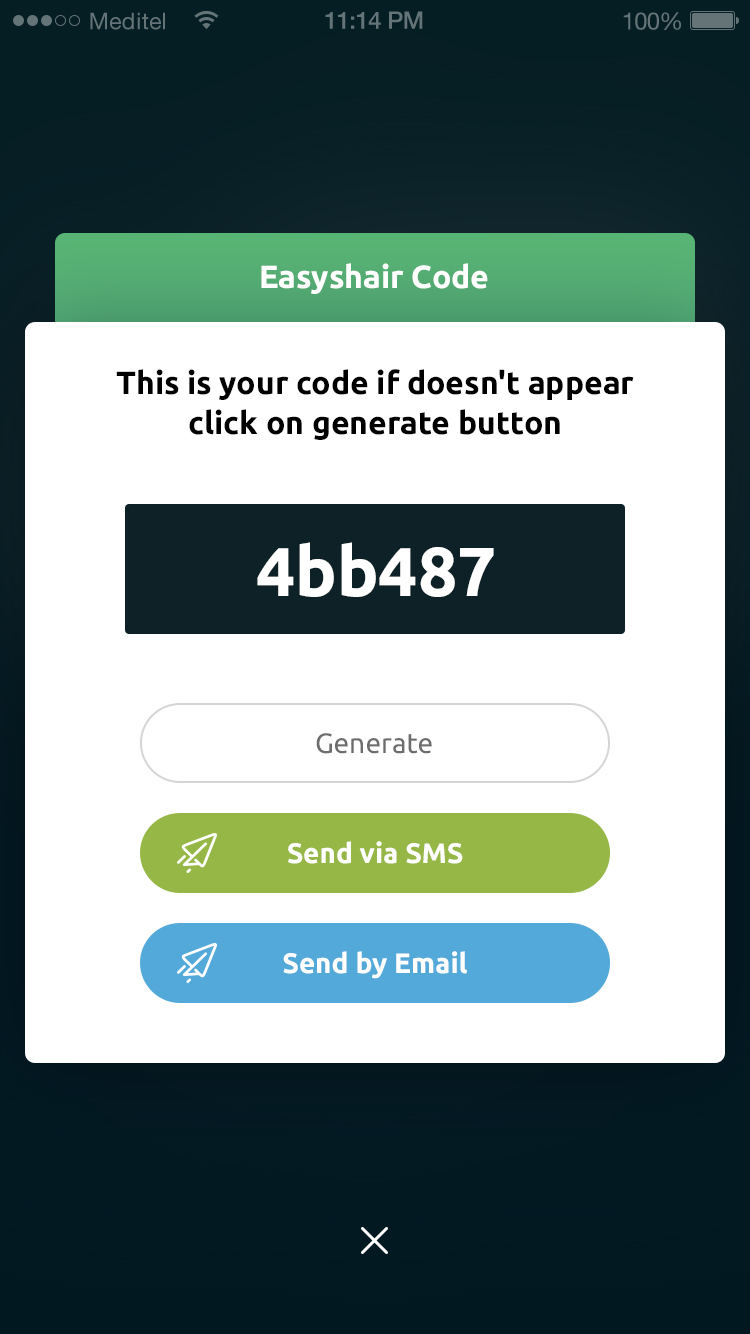 Meditel 11:14 PM 100%
Easyshair Code
This is your code if doesn't appear
click on generate button
4bb487
Generate
Send via SMS
Send by Email